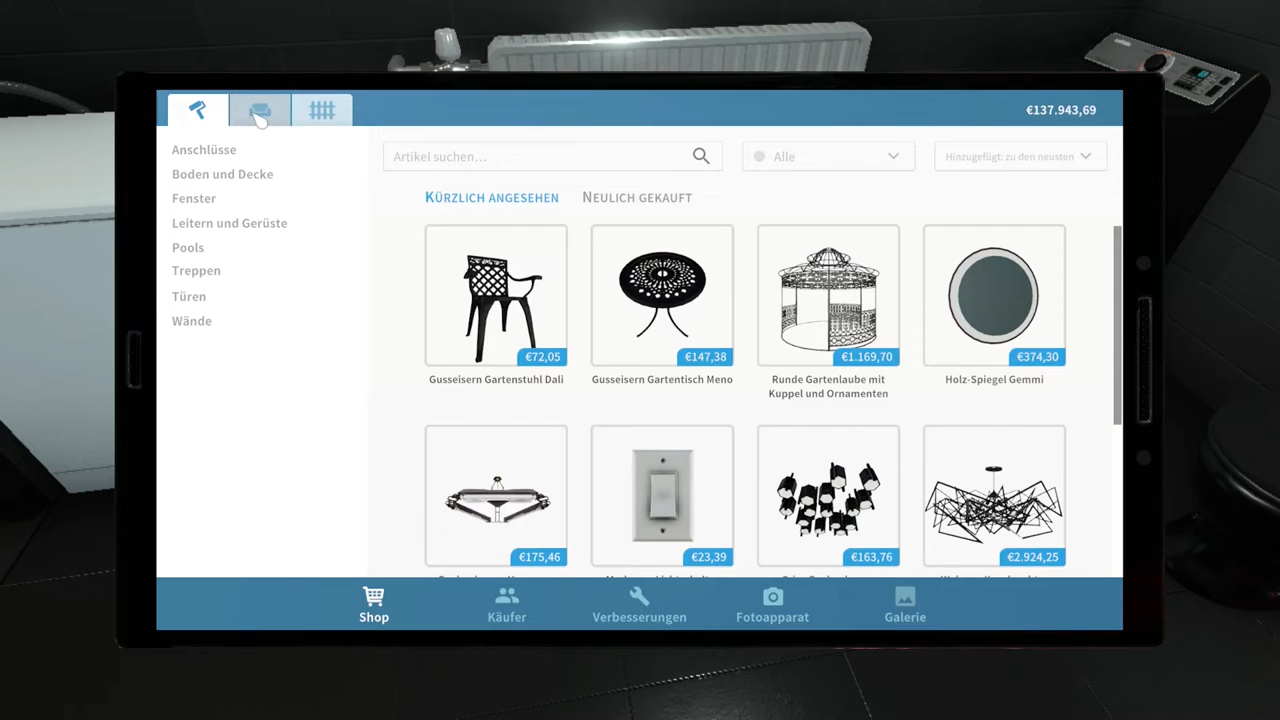 €137.943,69
Anschlüsse
Boden und Decke
Fenster
Leitern und Gerüste
Pools
Treppen
Türen
Wände
Artikel suchen...
Alle
Hinzugefügt: zu den neusten
Kürzlich angesehen
Neulich gekauft
€72,05
€147,38
€1.169,70
€374,30
Gusseisern Gartenstuhl Dali
Gusseisern Gartentisch Meno
Runde Gartenlaube mit
Kuppel und Ornamenten
Holz-Spiegel Gemmi
€175,46
€23,39
€163,76
€2.924,25
Shop
Käufer
Verbesserungen
Fotoapparat
Galerie